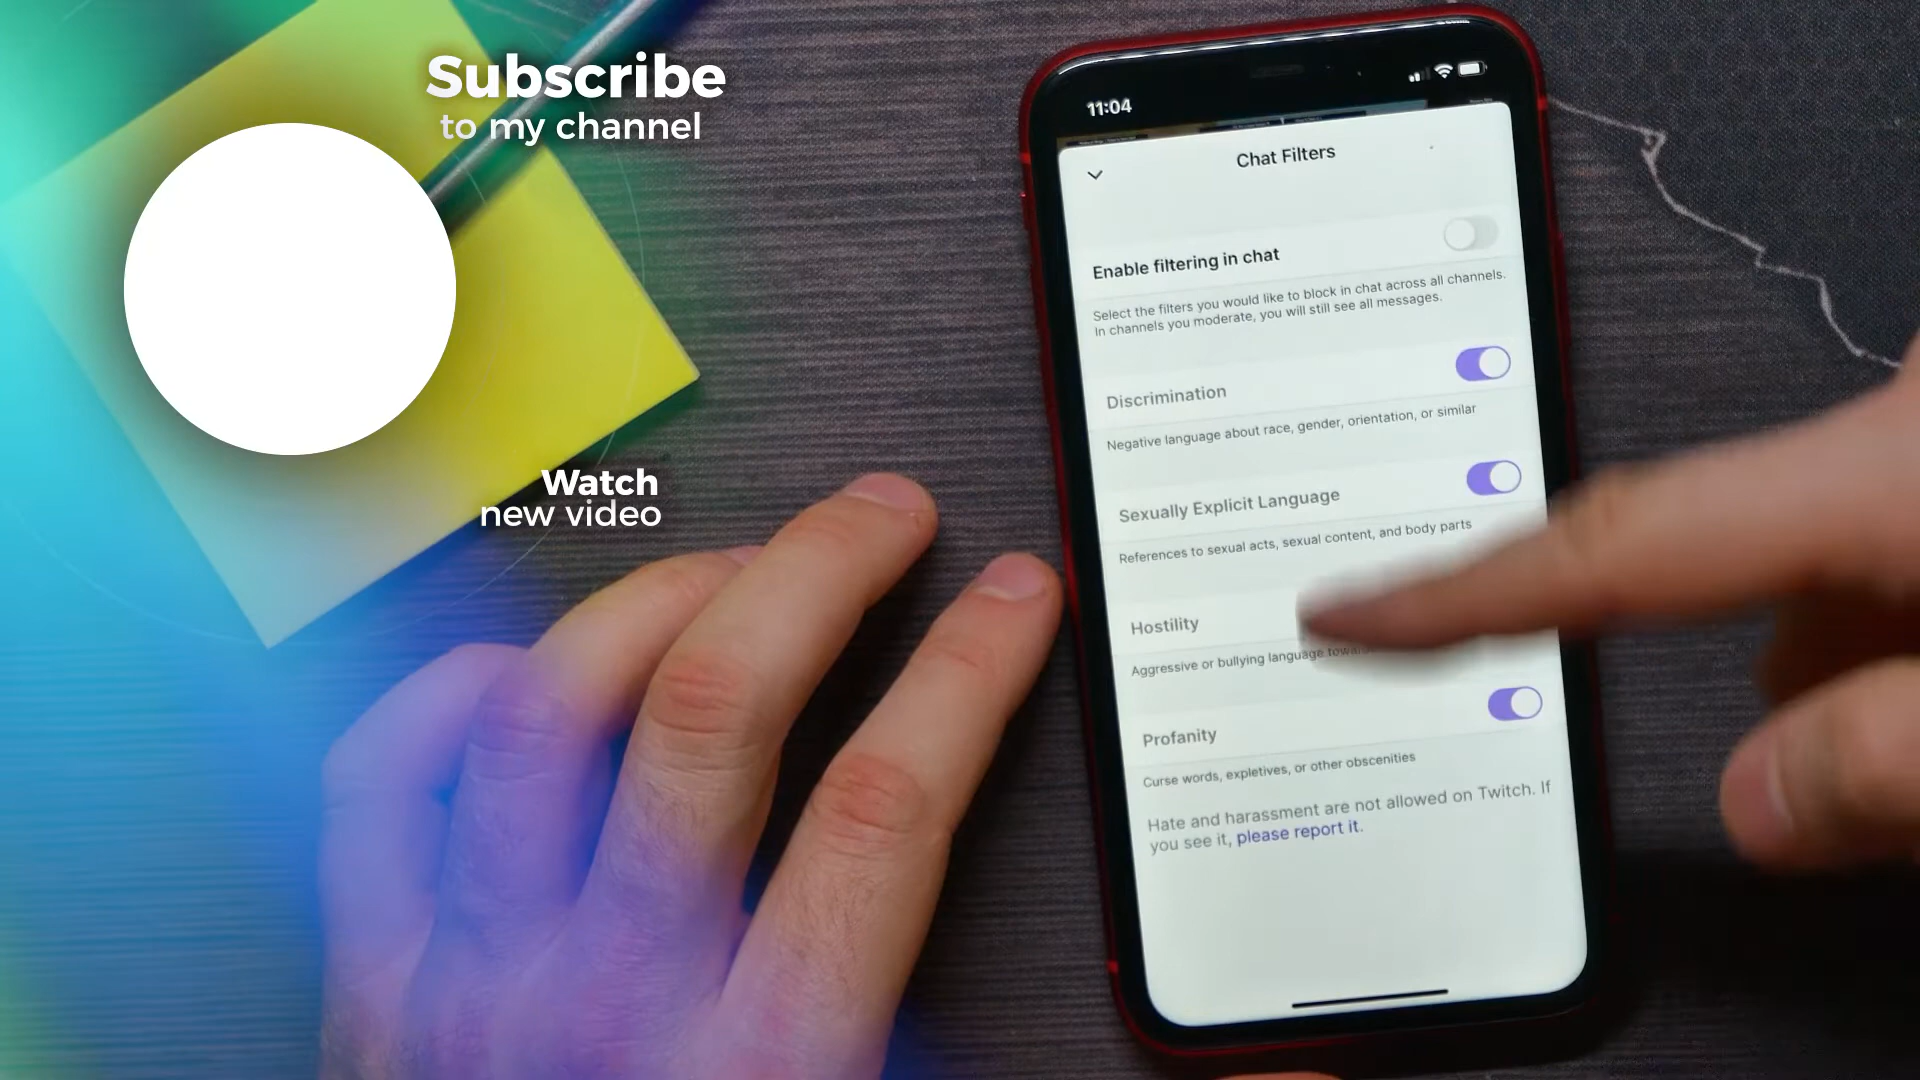 Subscribe
to my channel
Watch
new video
11:04
Chat Filters
Enable filtering in chat
Select the filters you would like to block in chat across all channels.
In channels you moderate, you will still see all messages.
Discrimination
Negative language about race, gender, orientation, or similar
Sexually Explicit Language
References to sexual acts, sexual content, and body parts
Hostility
Aggressive or bullying language
Profanity
Curse words, expletives, or other obscenities
Hate and harassment are not allowed on Twitch. If
you see it, please report it.